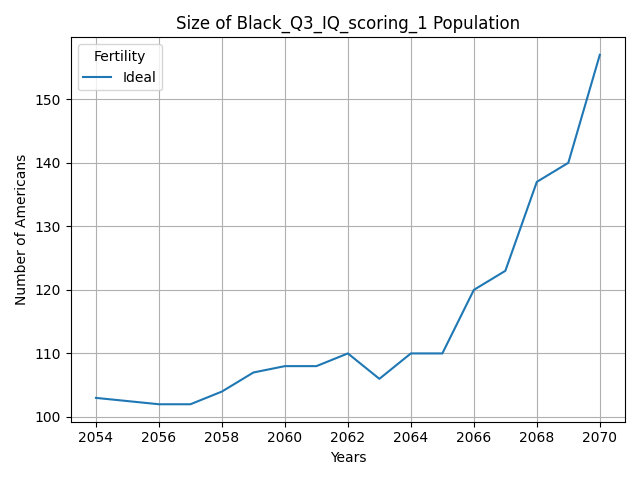 Size of Black_Q3_IQ_scoring_1 Population
Fertility
Ideal
Number of Americans
150
140
130
120
110
100
2054 2056 2058 2060 2062 2064 2066 2068 2070
Years